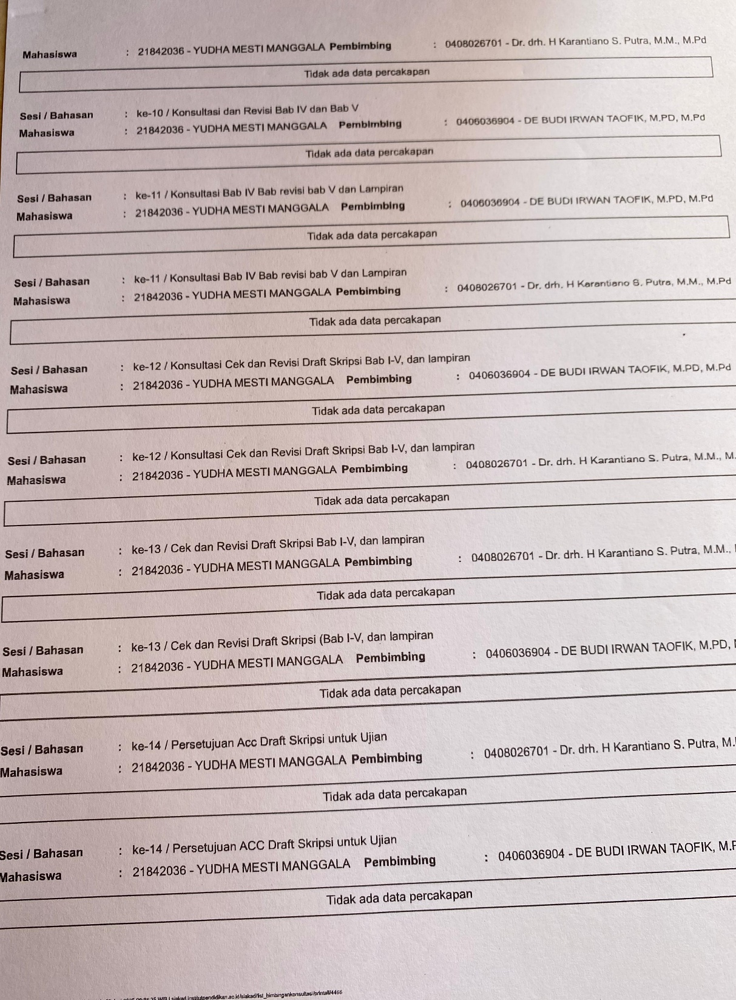 Mahasiswa : 21842036 - YUDHA MESTI MANGGALA Pembimbing : 0408026701 - Dr. drh. H Karantiano S. Putra, M.M., M.Pd
Tidak ada data percakapan
Sesi / Bahasan : ke-10 / Konsultasi dan Revisi Bab IV dan Bab V
Mahasiswa : 21842036 - YUDHA MESTI MANGGALA Pembimbing : 0406036904 - DE BUDI IRWAN TAOFIK, M.PD, M.Pd
Tidak ada data percakapan
Sesi / Bahasan : ke-11 / Konsultasi Bab IV Bab revisi bab V dan Lampiran
Mahasiswa : 21842036 - YUDHA MESTI MANGGALA Pembimbing : 0406036904 - DE BUDI IRWAN TAOFIK, M.PD, M.Pd
Tidak ada data percakapan
Sesi / Bahasan : ke-11 / Konsultasi Bab IV Bab revisi bab V dan Lampiran
Mahasiswa : 21842036 - YUDHA MESTI MANGGALA Pembimbing : 0408026701 - Dr. drh. H Karantiano S. Putra, M.M., M.Pd
Tidak ada data percakapan
Sesi / Bahasan : ke-12 / Konsultasi Cek dan Revisi Draft Skripsi Bab I-V, dan lampiran
Mahasiswa : 21842036 - YUDHA MESTI MANGGALA Pembimbing : 0406036904 - DE BUDI IRWAN TAOFIK, M.PD, M.Pd
Tidak ada data percakapan
Sesi / Bahasan : ke-12 / Konsultasi Cek dan Revisi Draft Skripsi Bab I-V, dan lampiran
Mahasiswa : 21842036 - YUDHA MESTI MANGGALA Pembimbing : 0408026701 - Dr. drh. H Karantiano S. Putra, M.M., M.
Tidak ada data percakapan
Sesi / Bahasan : ke-13 / Cek dan Revisi Draft Skripsi Bab I-V, dan lampiran
Mahasiswa : 21842036 - YUDHA MESTI MANGGALA Pembimbing : 0408026701 - Dr. drh. H Karantiano S. Putra, M.M.,
Tidak ada data percakapan
Sesi / Bahasan : ke-13 / Cek dan Revisi Draft Skripsi (Bab I-V, dan lampiran
Mahasiswa : 21842036 - YUDHA MESTI MANGGALA Pembimbing : 0406036904 - DE BUDI IRWAN TAOFIK, M.PD,
Tidak ada data percakapan
Sesi / Bahasan : ke-14 / Persetujuan Acc Draft Skripsi untuk Ujian
Mahasiswa : 21842036 - YUDHA MESTI MANGGALA Pembimbing : 0408026701 - Dr. drh. H Karantiano S. Putra, M.
Tidak ada data percakapan
Sesi / Bahasan : ke-14 / Persetujuan ACC Draft Skripsi untuk Ujian
Mahasiswa : 21842036 - YUDHA MESTI MANGGALA Pembimbing : 0406036904 - DE BUDI IRWAN TAOFIK, M.P
Tidak ada data percakapan
WIB | siakad.institutpendidikan.ac.id/siakad/list_bimbingankonsultasi/printall/4466